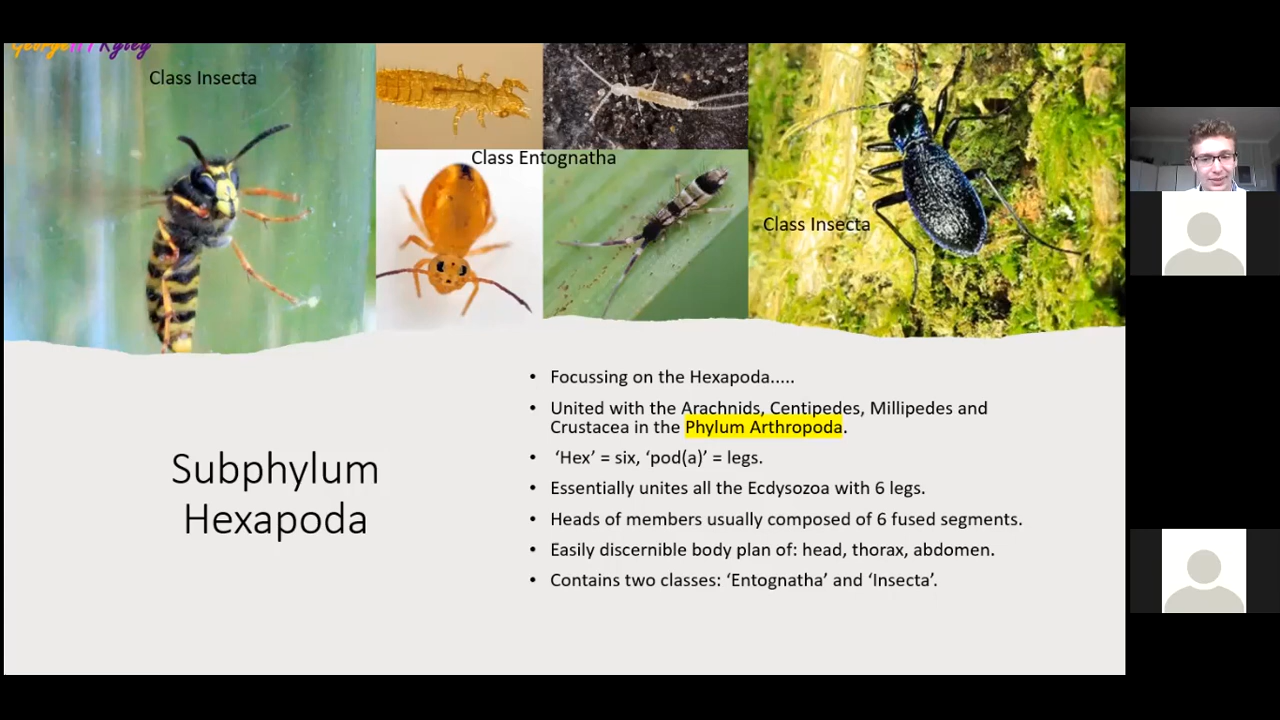 Class Insecta
Class Entognatha
Class Insecta
Subphylum
Hexapoda
• Focussing on the Hexapoda.....
• United with the Arachnids, Centipedes, Millipedes and
Crustacea in the Phylum Arthropoda.
• ‘Hex’ = six, ‘pod(a)’ = legs.
• Essentially unites all the Ecdysozoa with 6 legs.
• Heads of members usually composed of 6 fused segments.
• Easily discernible body plan of: head, thorax, abdomen.
• Contains two classes: ‘Entognatha’ and ‘Insecta’.